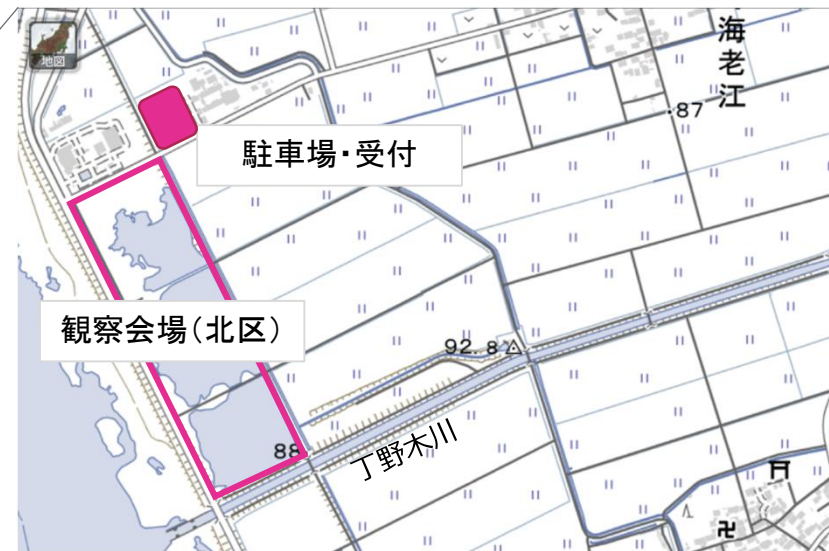 地図
海老江
87
駐車場・受付
観察会場(北区)
92.8
88
丁野木川